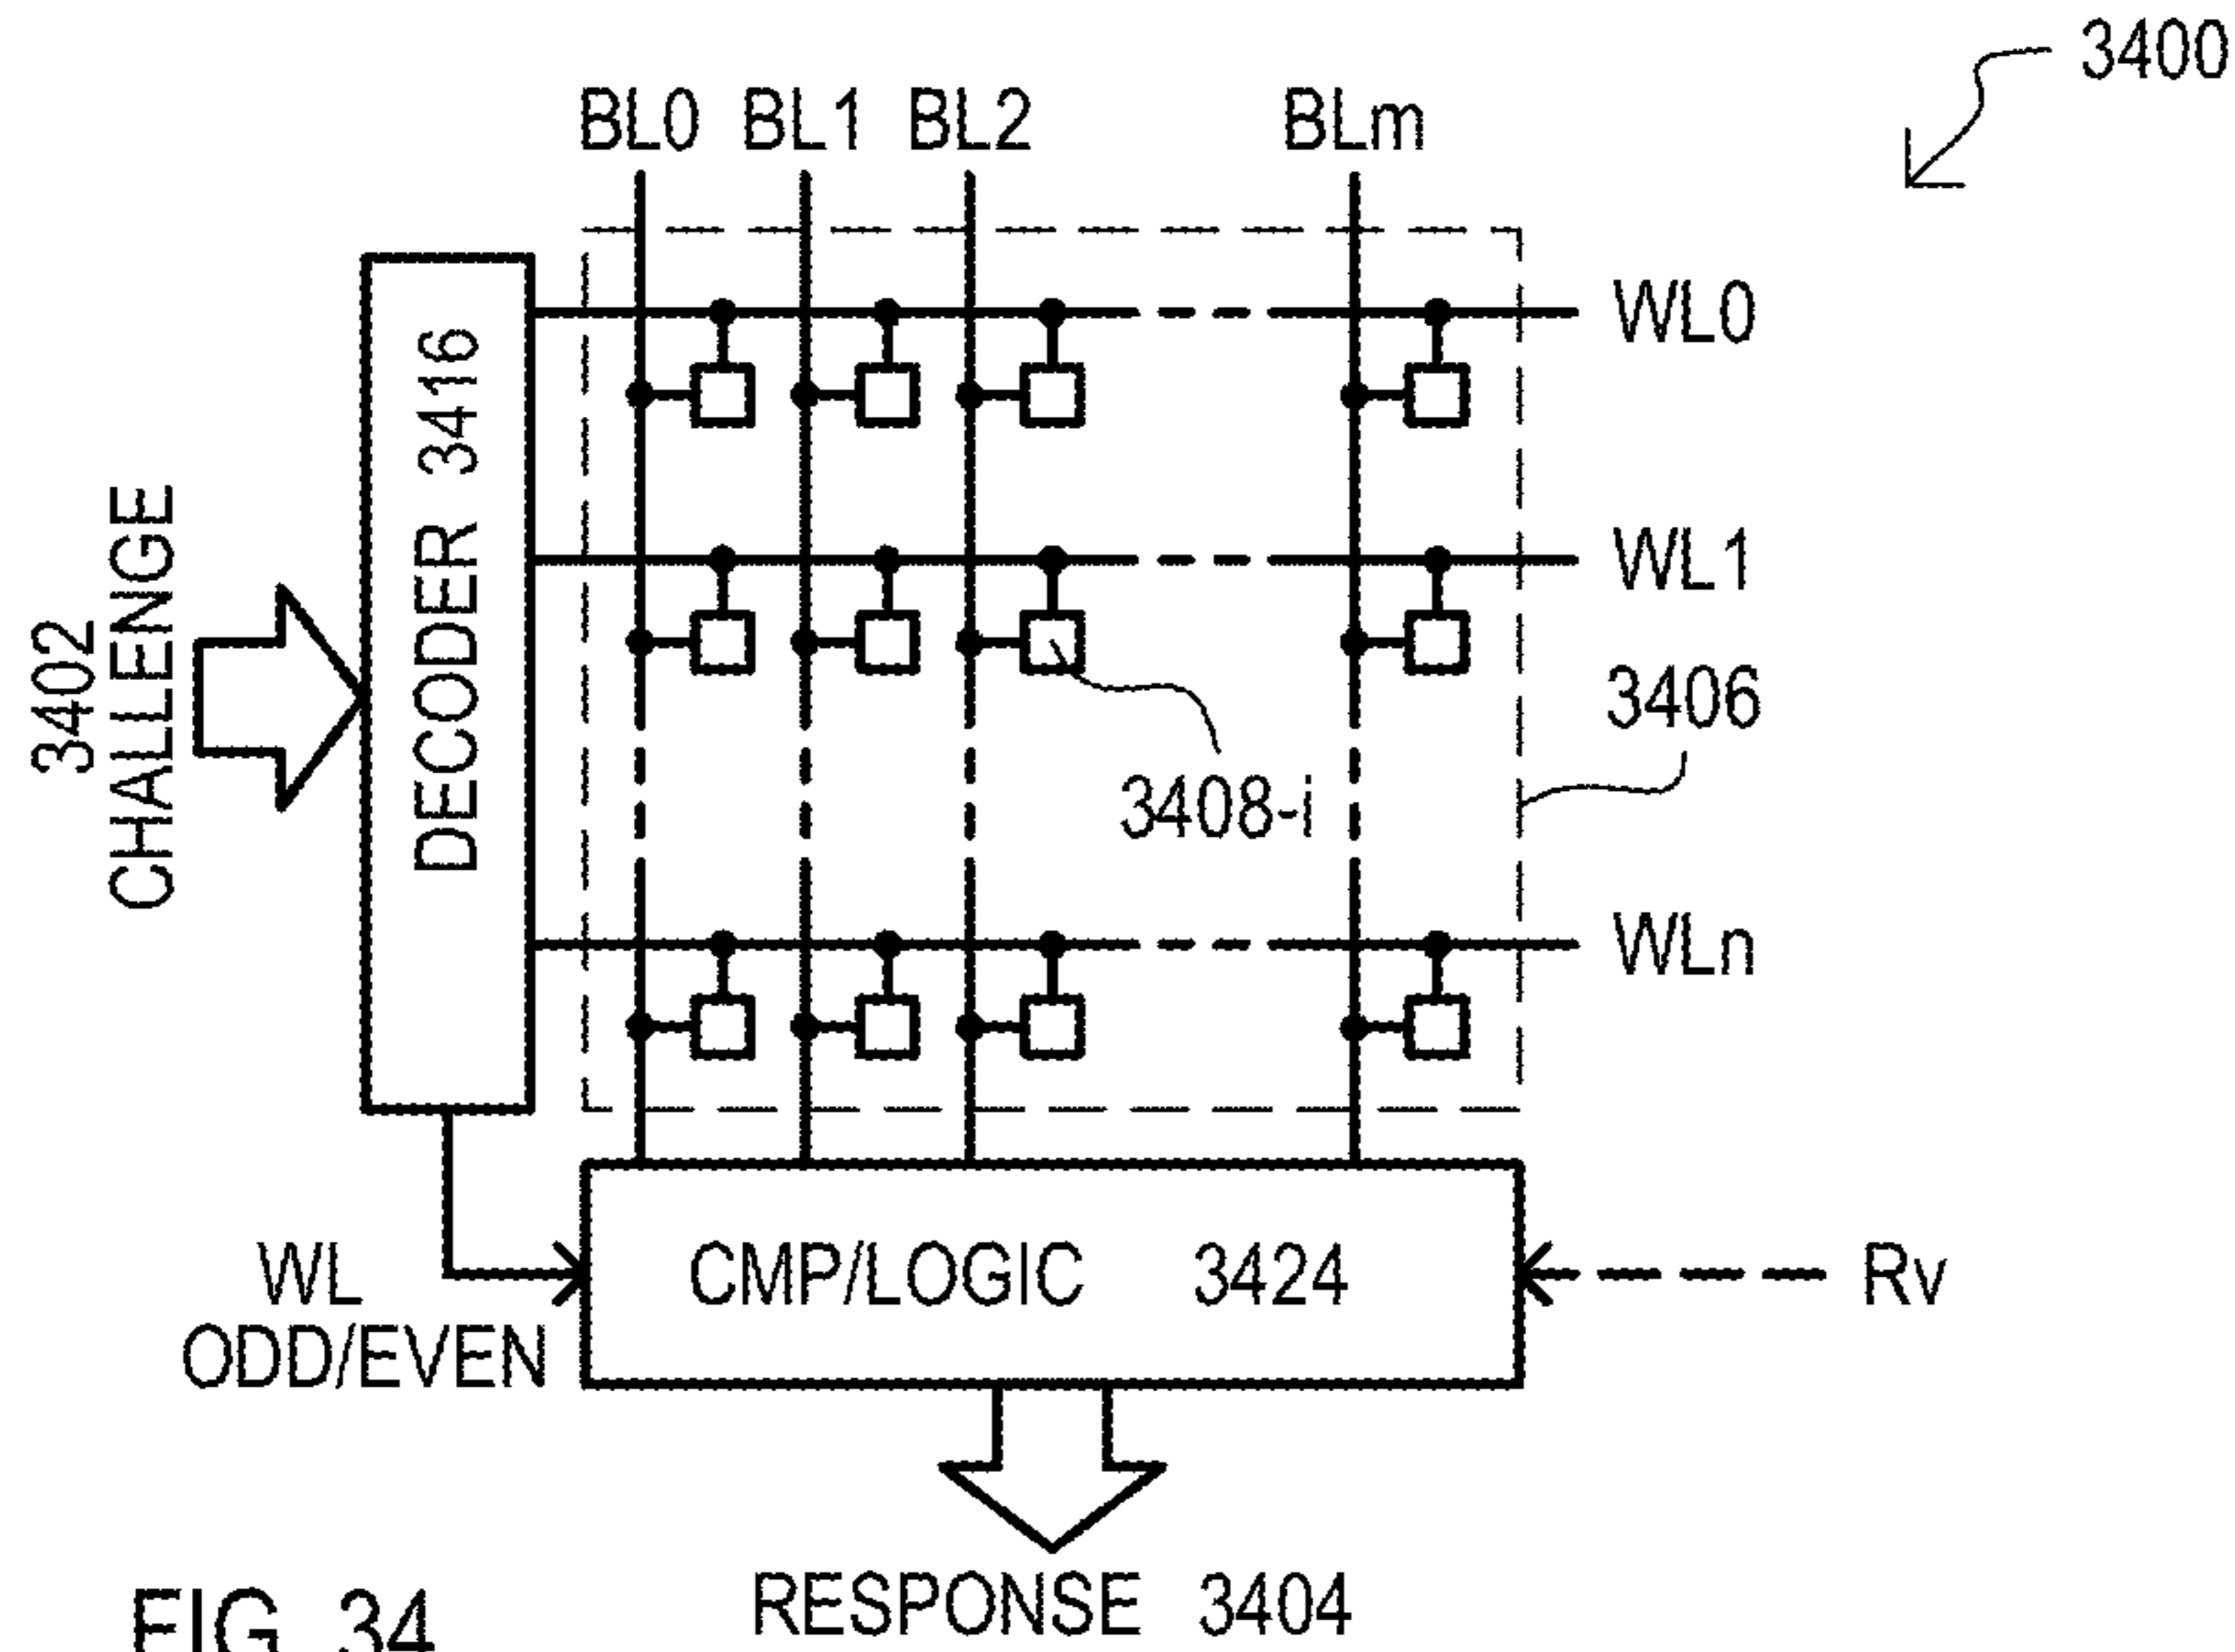 3400
BL0 BL1 BL2 BLm
WL0
WL1
3406
3408-i
WLn
3402
CHALLENGE
DECODER 3416
WL
ODD/EVEN
CMP/LOGIC 3424
Rv
RESPONSE 3404
FIG. 34